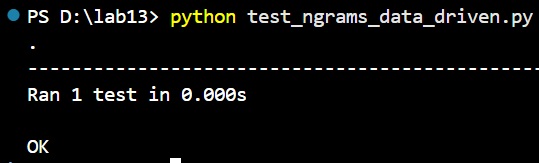 PS D:\lab13> python test_ngrams_data_driven.py
.
-----------------------------------------------
Ran 1 test in 0.000s
OK